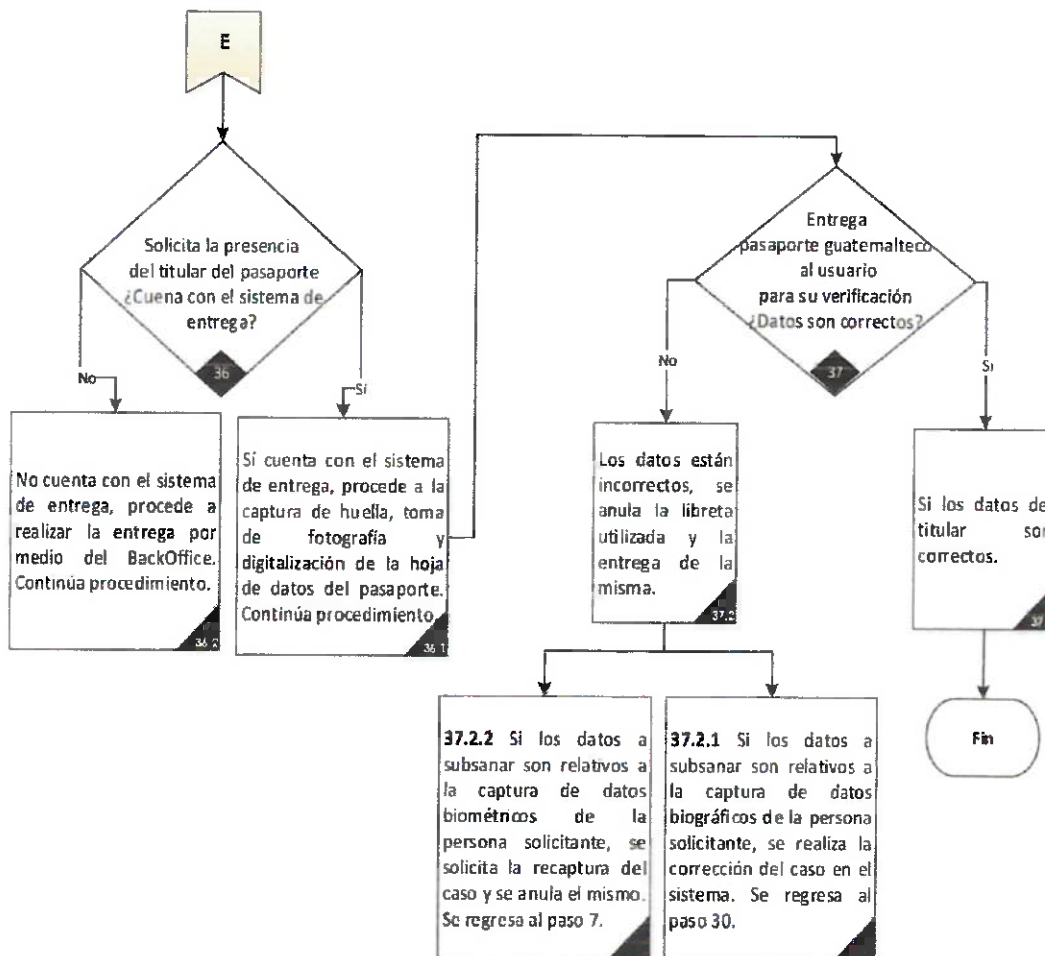 E
Solicita la presencia
del titular del pasaporte
¿Cuena con el sistema de
entrega?
36
No
Sí
No cuenta con el sistema
de entrega, procede a
realizar la entrega por
medio del BackOffice.
Continúa procedimiento.
36.2
Sí cuenta con el sistema
de entrega, procede a la
captura de huella, toma
de fotografía y
digitalización de la hoja
de datos del pasaporte.
Continúa procedimiento.
36.1
Entrega
pasaporte guatemalteco
al usuario
para su verificación
¿Datos son correctos?
37
No
Si
Los datos están
incorrectos, se
anula la libreta
utilizada y la
entrega de la
misma.
37.2
Si los datos de
titular son
correctos.
37
37.2.2 Si los datos a
subsanar son relativos a
la captura de datos
biométricos de la
persona solicitante, se
solicita la recaptura del
caso y se anula el mismo.
Se regresa al paso 7.
37.2.1 Si los datos a
subsanar son relativos a
la captura de datos
biográficos de la persona
solicitante, se realiza la
corrección del caso en el
sistema. Se regresa al
paso 30.
Fin